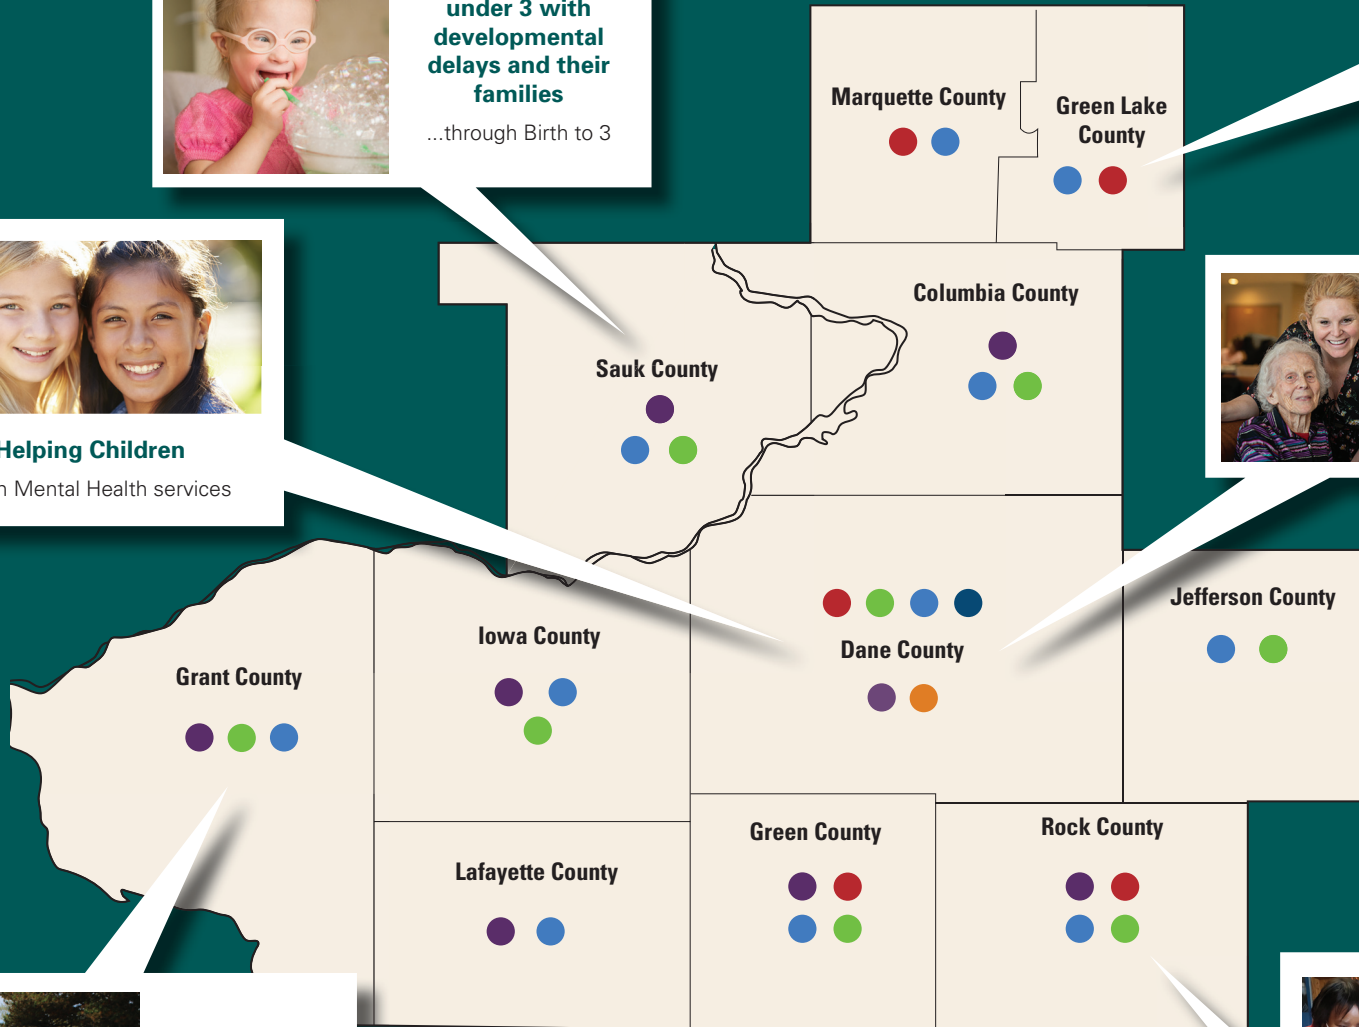 under 3 with
developmental
delays and their
families
...through Birth to 3
Marquette County
Green Lake
County
Columbia County
Sauk County
Helping Children
Mental Health services
Jefferson County
Iowa County
Dane County
Grant County
Green County
Rock County
Lafayette County